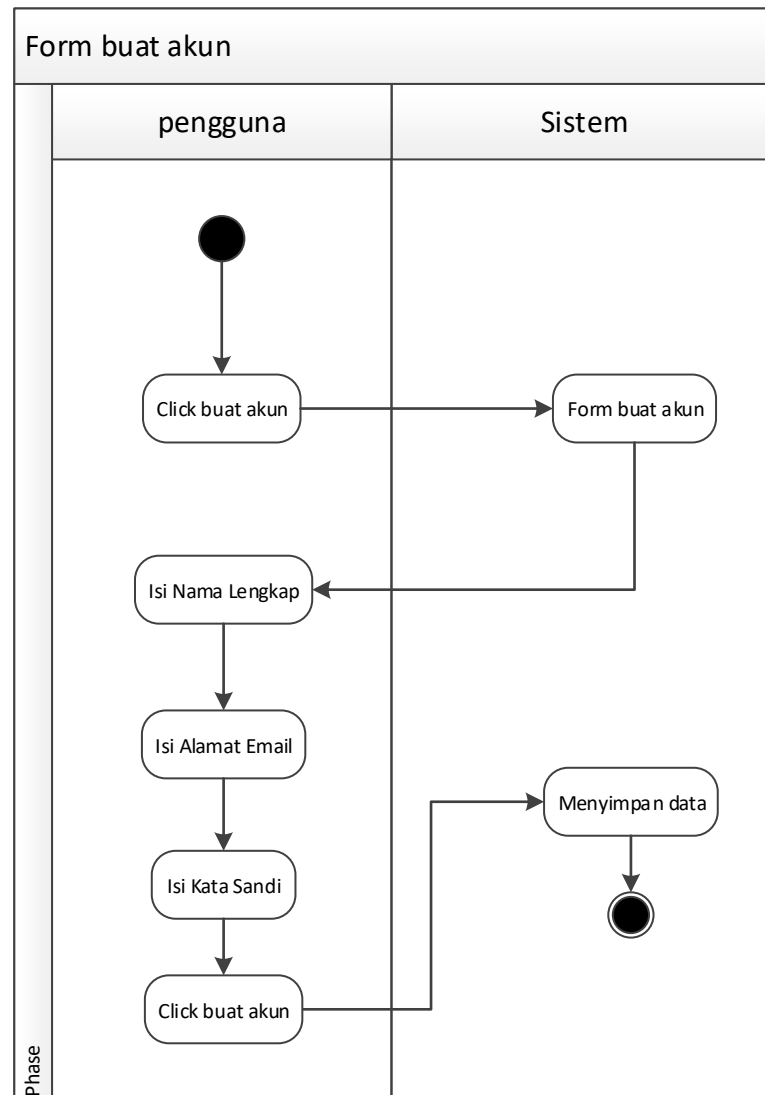 Form buat akun
pengguna
Sistem
Click buat akun
Form buat akun
Isi Nama Lengkap
Isi Alamat Email
Menyimpan data
Isi Kata Sandi
Click buat akun
Phase